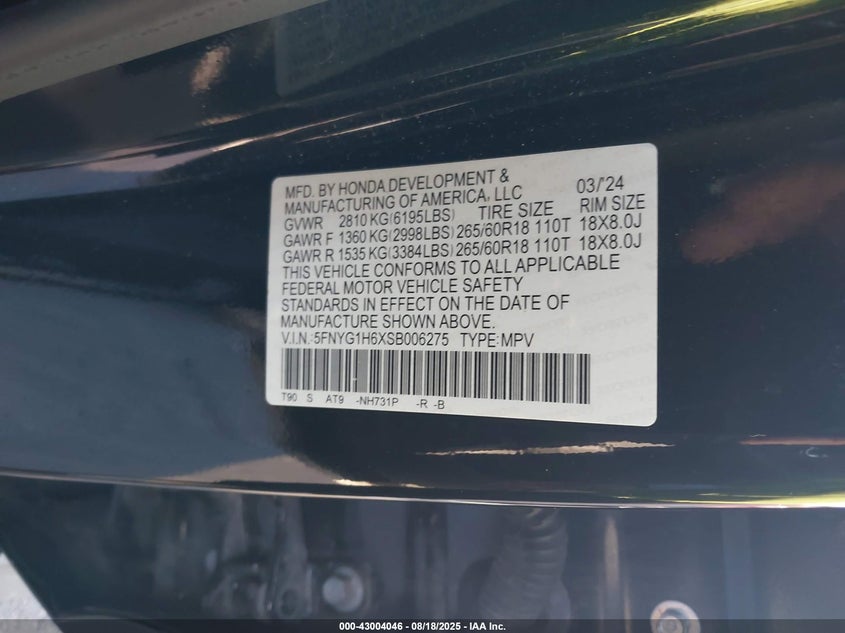 MFD. BY HONDA DEVELOPMENT &
MANUFACTURING OF AMERICA, LLC 03/'24
GVWR 2810 KG(6195LBS) TIRE SIZE RIM SIZE
GAWR F 1360 KG(2998LBS) 265/60R18 110T 18X8.0J
GAWR R 1535 KG(3384LBS) 265/60R18 110T 18X8.0J
THIS VEHICLE CONFORMS TO ALL APPLICABLE
FEDERAL MOTOR VEHICLE SAFETY
STANDARDS IN EFFECT ON THE DATE OF
MANUFACTURE SHOWN ABOVE.
V.I.N.:5FNYG1H6XSB006275 TYPE:MPV
T90 S AT9 -NH731P -R -B
000-43004046 - 08/18/2025 - IAA Inc.